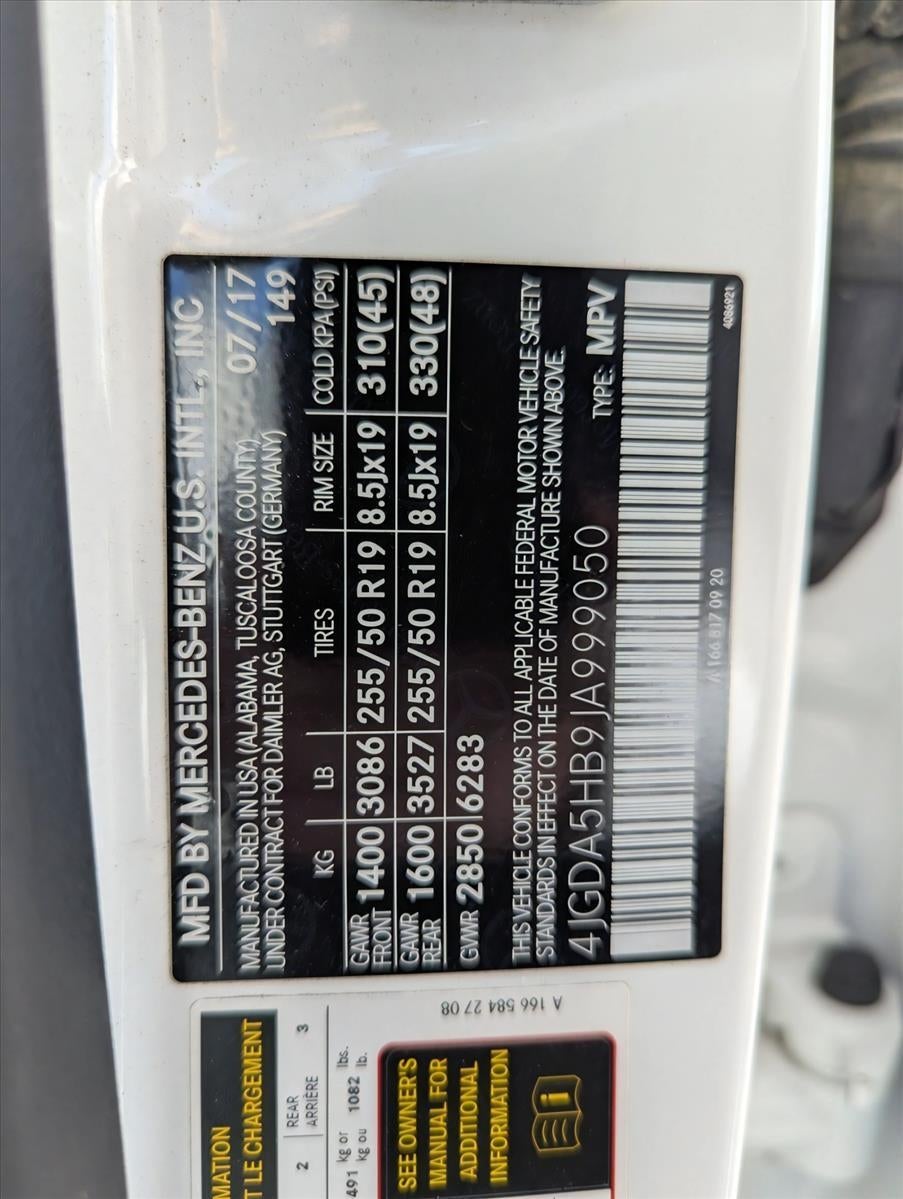 MFD BY MERCEDES-BENZ U.S. INTL., INC
MANUFACTURED IN USA (ALABAMA, TUSCALOOSA COUNTY) 07/17
UNDER CONTRACT FOR DAIMLER AG, STUTTGART (GERMANY) 149
KG LB TIRES RIM SIZE COLD KPA(PSI)
GAWR FRONT 1400 3086 255/50 R19 8.5Jx19 310(45)
GAWR REAR 1600 3527 255/50 R19 8.5Jx19 330(48)
GVWR 2850 6283
THIS VEHICLE CONFORMS TO ALL APPLICABLE FEDERAL MOTOR VEHICLE SAFETY
STANDARDS IN EFFECT ON THE DATE OF MANUFACTURE SHOWN ABOVE.
4JGDA5HB9JA999050 TYPE: MPV
A 166 817 09 20
4086921
MATION
T LE CHARGEMENT
2 REAR 3
ARRIÈRE
491 kg or lbs.
kg ou 1082 lb.
SEE OWNER'S
MANUAL FOR
ADDITIONAL
INFORMATION
A 166 584 27 08